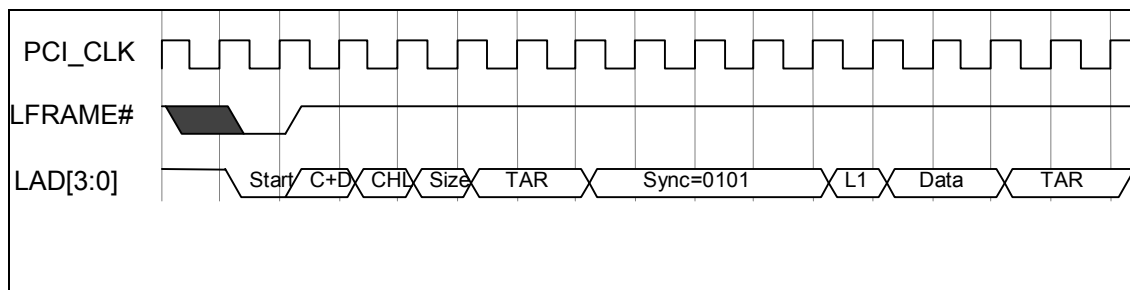 PCI_CLK
LFRAME#
LAD[3:0] Start C+D CHL Size TAR Sync=0101 L1 Data TAR